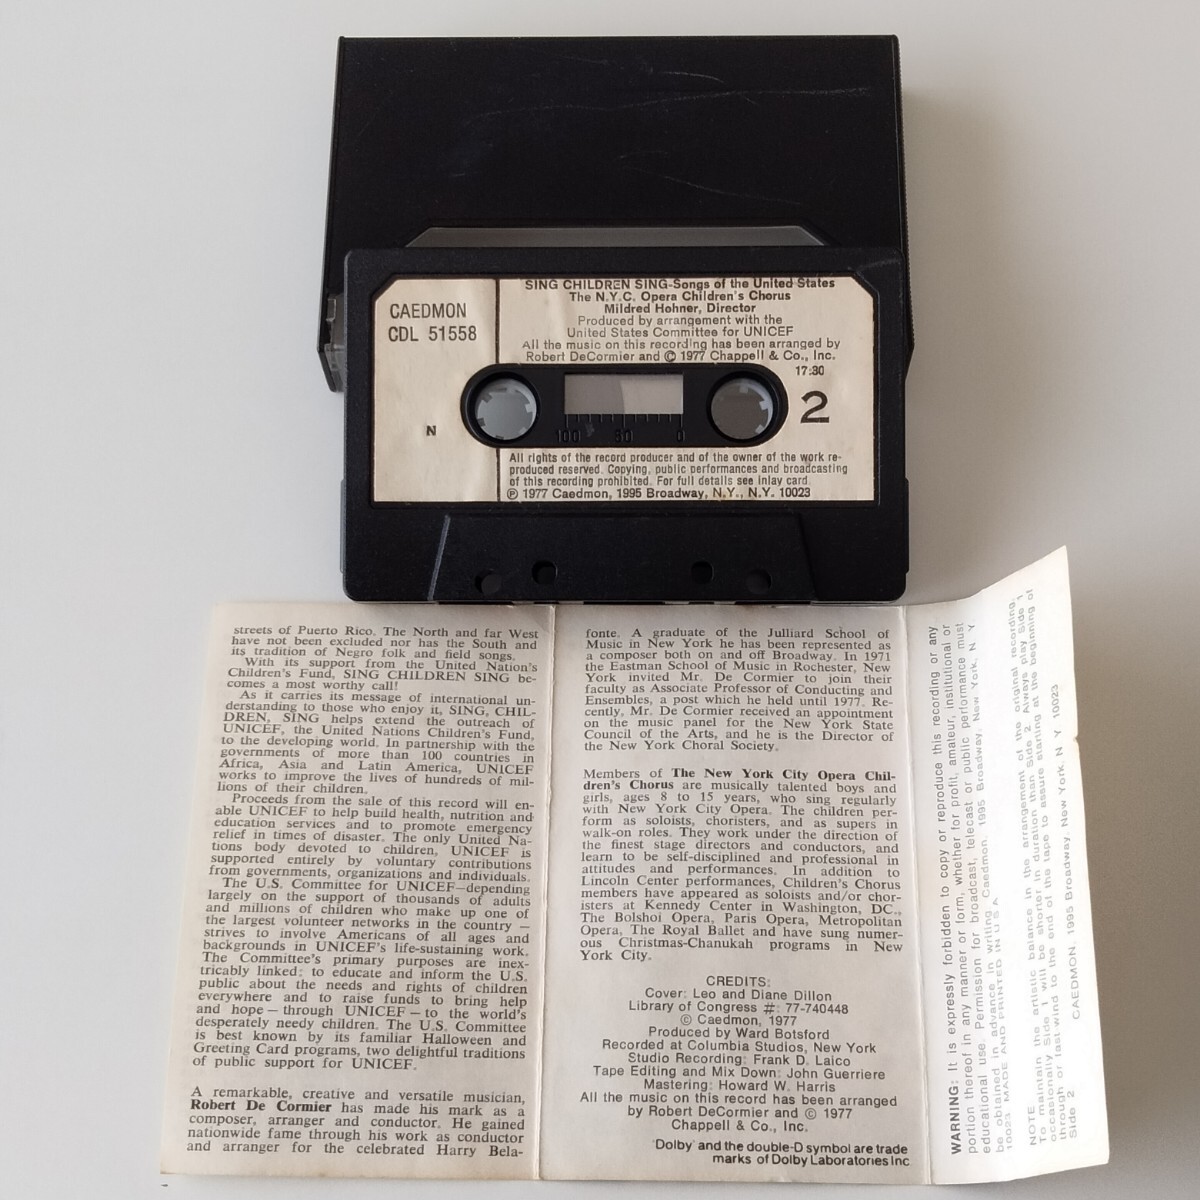 CAEDMON
CDL 51558
N
SING CHILDREN SING-Songs of the United States
The N.Y.C. Opera Children's Chorus
Mildred Hohner, Director
Produced by arrangement with the
United States Committee for UNICEF
All the music on this recording has been arranged by
Robert DeCormier and © 1977 Chappell & Co., Inc.
17:30
2
100 50 0
All rights of the record producer and of the owner of the work re-
produced reserved. Copying, public performances and broadcasting
of this recording prohibited. For full details see inlay card.
℗ 1977 Caedmon, 1995 Broadway, N.Y., N.Y. 10023
streets of Puerto Rico. The North and far West
have not been excluded nor has the South and
its tradition of Negro folk and field songs.
With its support from the United Nation's
Children's Fund, SING CHILDREN SING be-
comes a most worthy call!
As it carries its message of international un-
derstanding to those who enjoy it, SING, CHIL-
DREN, SING helps extend the outreach of
UNICEF, the United Nations Children's Fund,
to the developing world. In partnership with the
governments of more than 100 countries in
Africa, Asia and Latin America, UNICEF
works to improve the lives of hundreds of mil-
lions of their children.
Proceeds from the sale of this record will en-
able UNICEF to help build health, nutrition and
education services and to promote emergency
relief in times of disaster. The only United Na-
tions body devoted to children, UNICEF is
supported entirely by voluntary contributions
from governments, organizations and individuals.
The U.S. Committee for UNICEF—depending
largely on the support of thousands of adults
and millions of children who make up one of
the largest volunteer networks in the country —
strives to involve Americans of all ages and
backgrounds in UNICEF's life-sustaining work.
The Committee's primary purposes are inex-
tricably linked: to educate and inform the U.S.
public about the needs and rights of children
everywhere and to raise funds to bring help
and hope — through UNICEF — to the world's
desperately needy children. The U.S. Committee
is best known by its familiar Halloween and
Greeting Card programs, two delightful traditions
of public support for UNICEF.
A remarkable, creative and versatile musician,
Robert De Cormier has made his mark as a
composer, arranger and conductor. He gained
nationwide fame through his work as conductor
and arranger for the celebrated Harry Bela-
fonte. A graduate of the Julliard School of
Music in New York he has been represented as
a composer both on and off Broadway. In 1971
the Eastman School of Music in Rochester, New
York invited Mr. De Cormier to join their
faculty as Associate Professor of Conducting and
Ensembles, a post which he held until 1977. Re-
cently, Mr. De Cormier received an appointment
on the music panel for the New York State
Council of the Arts, and he is the Director of
the New York Choral Society.
Members of The New York City Opera Chil-
dren's Chorus are musically talented boys and
girls, ages 8 to 15 years, who sing regularly
with New York City Opera. The children per-
form as soloists, choristers, and as supers in
walk-on roles. They work under the direction of
the finest stage directors and conductors, and
learn to be self-disciplined and professional in
attitudes and performances. In addition to
Lincoln Center performances, Children's Chorus
members have appeared as soloists and/or chor-
isters at Kennedy Center in Washington, DC.,
The Bolshoi Opera, Paris Opera, Metropolitan
Opera, The Royal Ballet and have sung numer-
ous Christmas-Chanukah programs in New
York City.
CREDITS:
Cover: Leo and Diane Dillon
Library of Congress #: 77-740448
© Caedmon, 1977
Produced by Ward Botsford
Recorded at Columbia Studios, New York
Studio Recording: Frank D. Laico
Tape Editing and Mix Down: John Guerriere
Mastering: Howard W. Harris
All the music on this record has been arranged
by Robert DeCormier and © 1977
Chappell & Co., Inc.
'Dolby' and the double-D symbol are trade
marks of Dolby Laboratories Inc
WARNING: It is expressly forbidden to copy or reproduce this recording or any
portion thereof in any manner or form, whether for profit, amateur, institutional or
educational use. Permission for broadcast, telecast or public performance must
be obtained in advance in writing. Caedmon, 1995 Broadway, New York, N Y
10023 MADE AND PRINTED IN U S A
NOTE
To maintain the artistic balance in the arrangement of the original recording,
occasionally Side 1 will be shorter in duration than Side 2. Always play Side 1
through or fast wind to the end of the tape to assure starting at the beginning of
Side 2
CAEDMON, 1995 Broadway, New York, N Y 10023